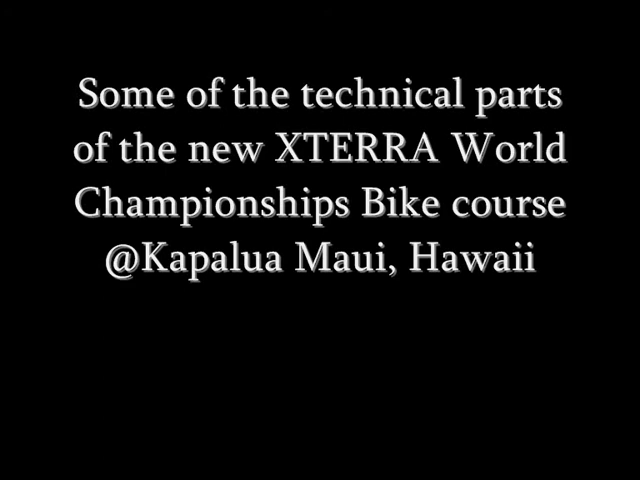 Some of the technical parts
of the new XTERRA World
Championships Bike course
@Kapalua Maui, Hawaii